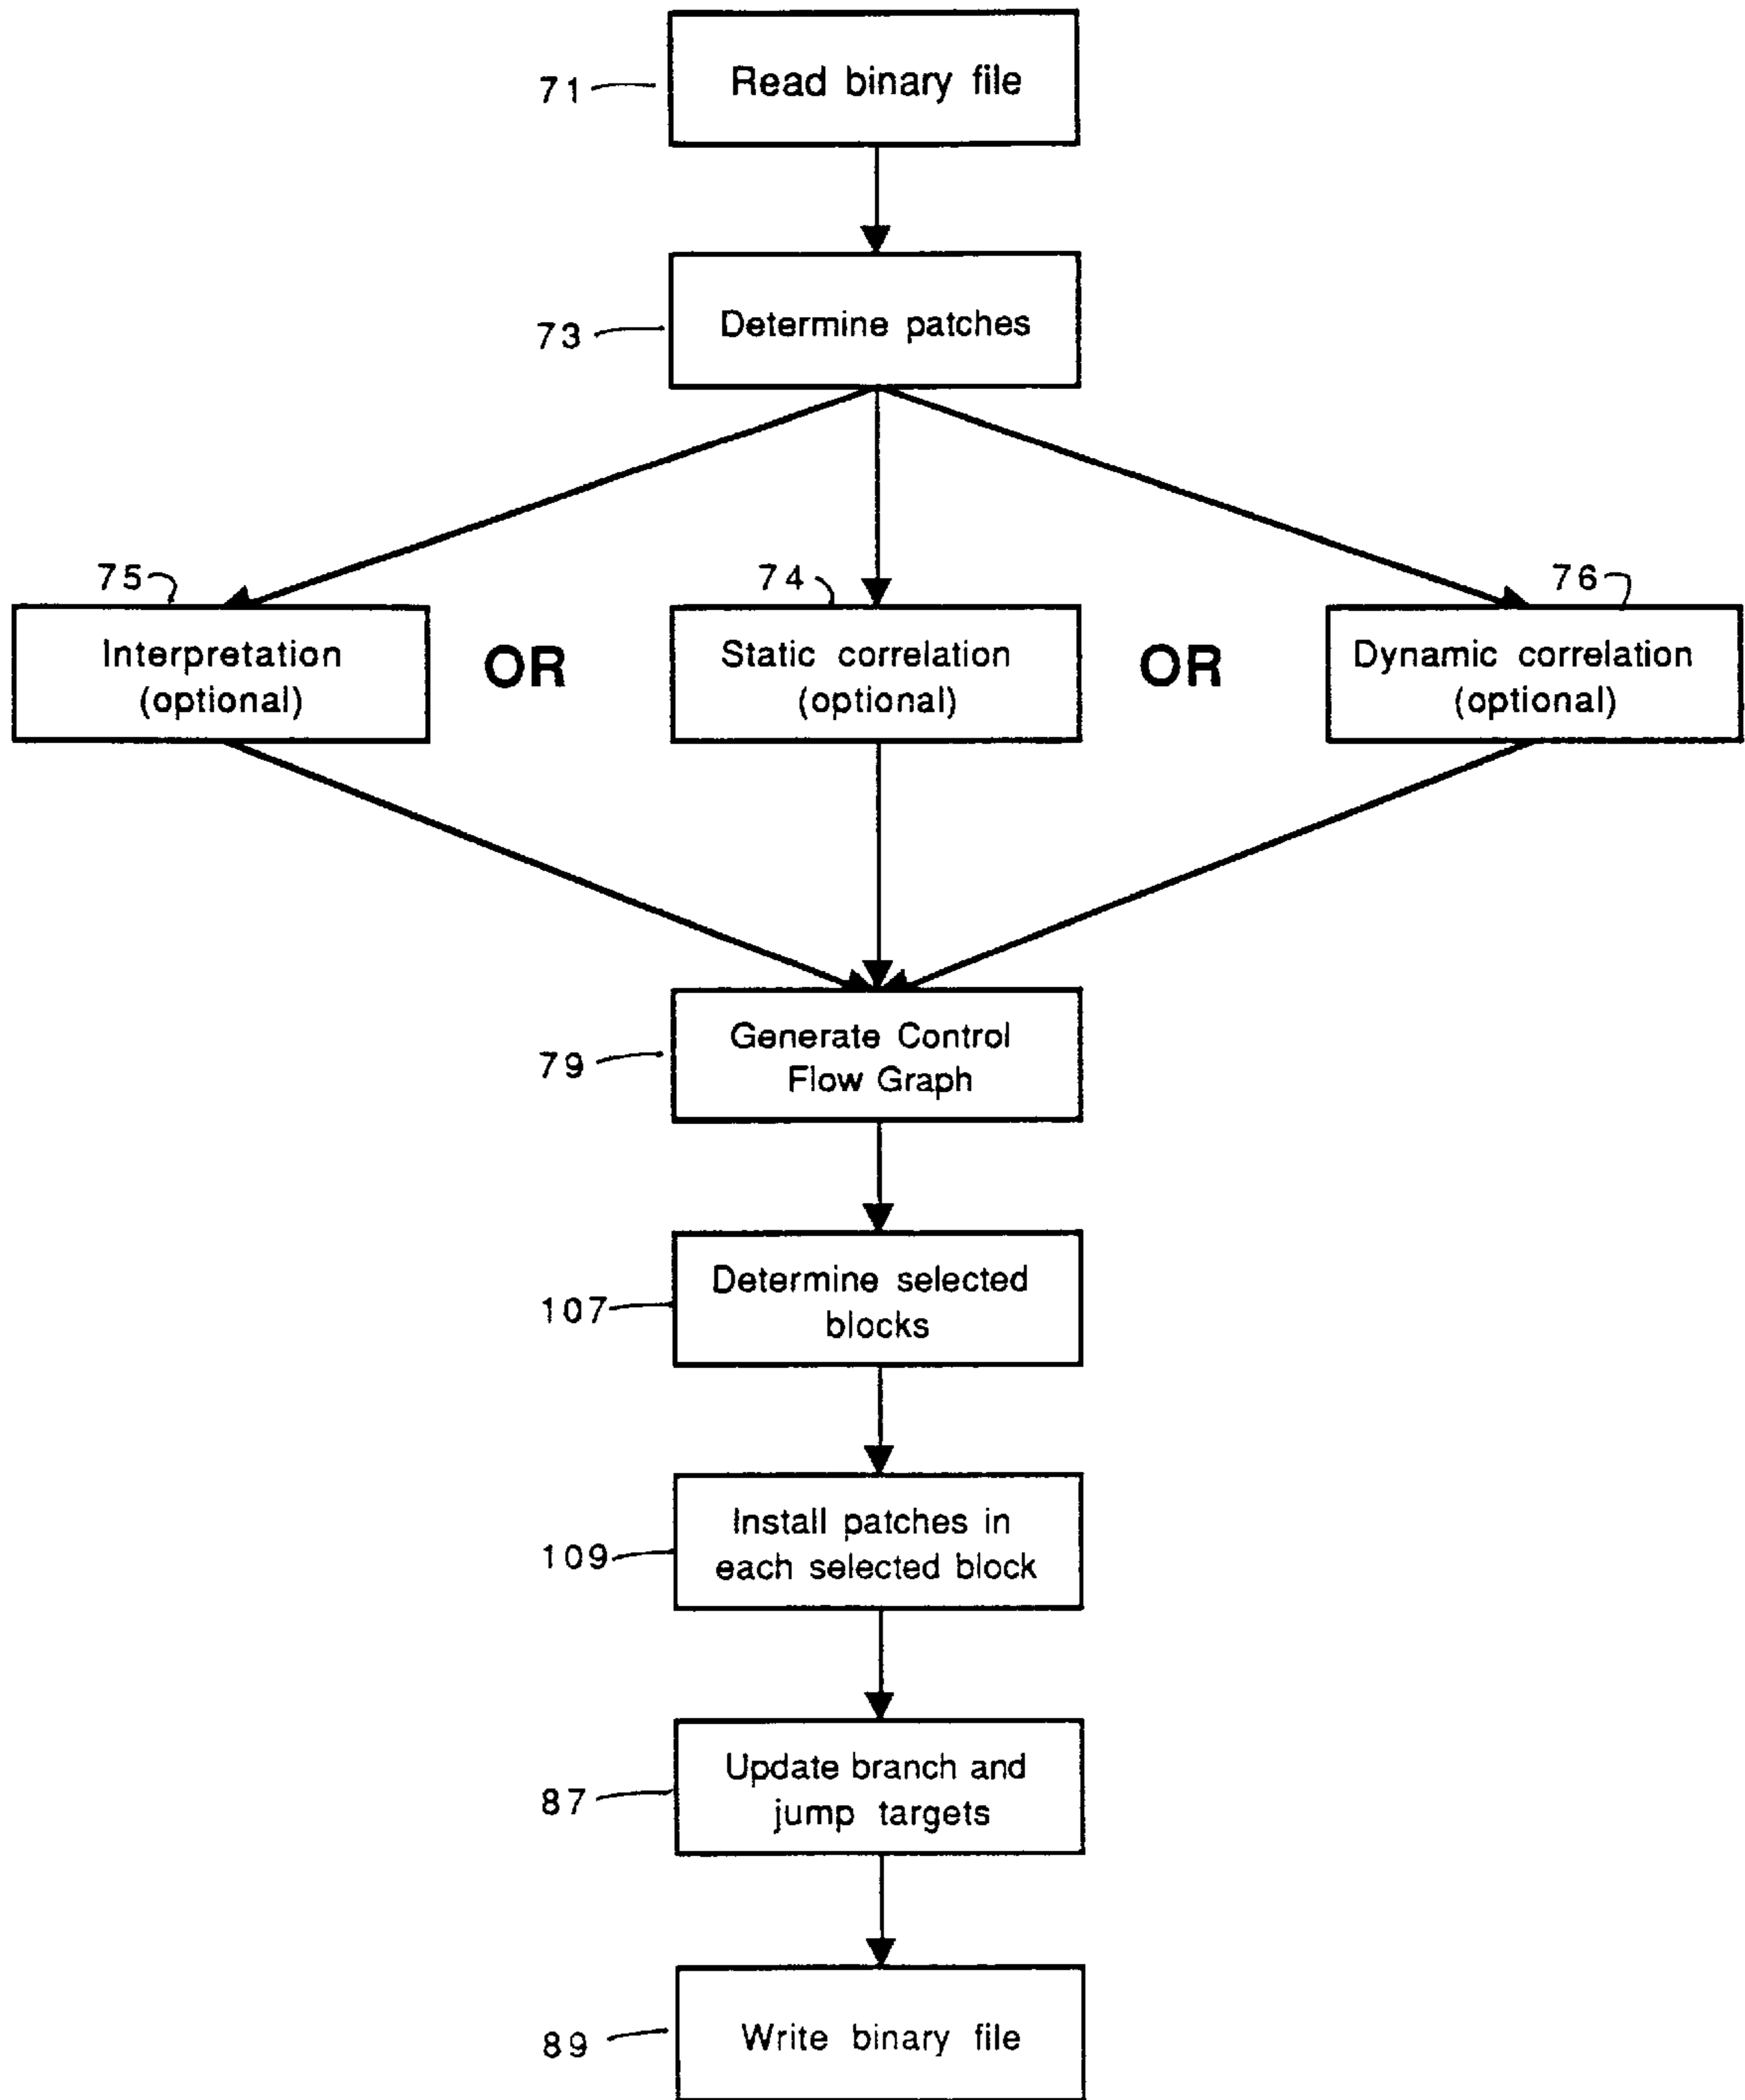 71
Read binary file
73
Determine patches
75
74
76
Interpretation
(optional)
OR
Static correlation
(optional)
OR
Dynamic correlation
(optional)
79
Generate Control
Flow Graph
107
Determine selected
blocks
109
Install patches in
each selected block
87
Update branch and
jump targets
89
Write binary file